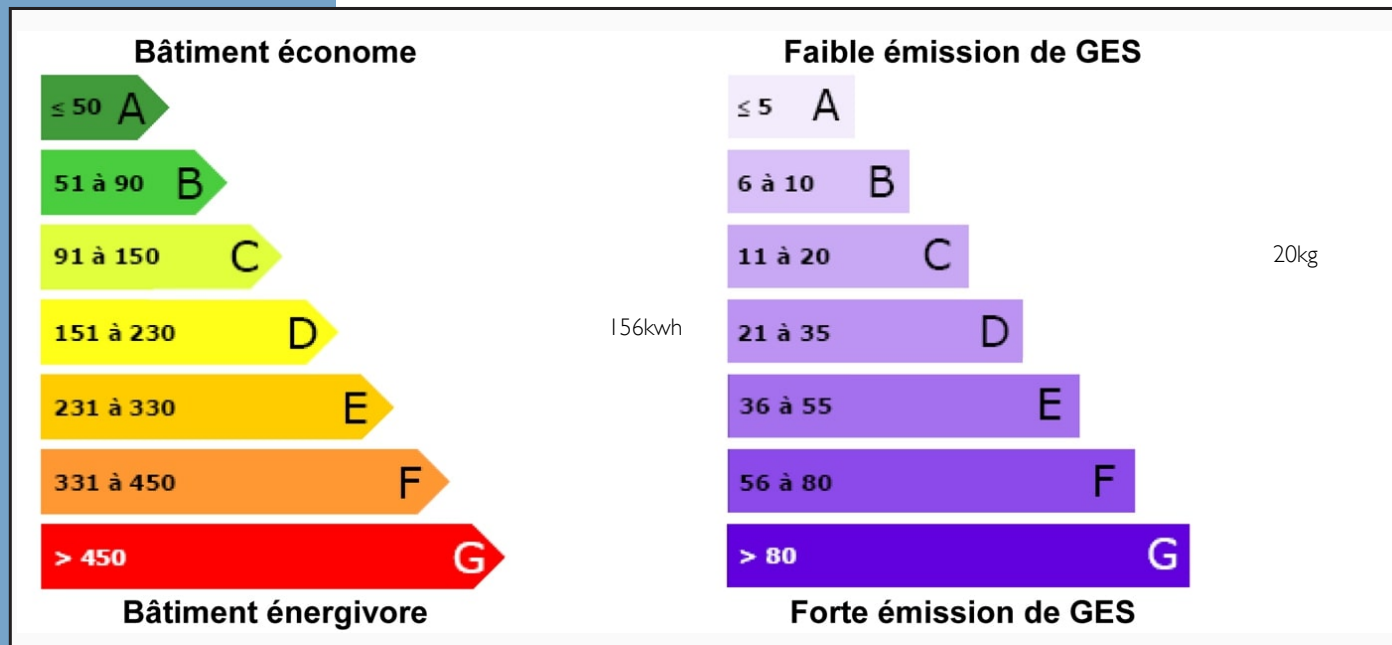 Bâtiment économe
≤ 50 A
51 à 90 B
91 à 150 C
151 à 230 D
156kwh
231 à 330 E
331 à 450 F
> 450 G
Bâtiment énergivore
Faible émission de GES
≤ 5 A
6 à 10 B
11 à 20 C
20kg
21 à 35 D
36 à 55 E
56 à 80 F
> 80 G
Forte émission de GES